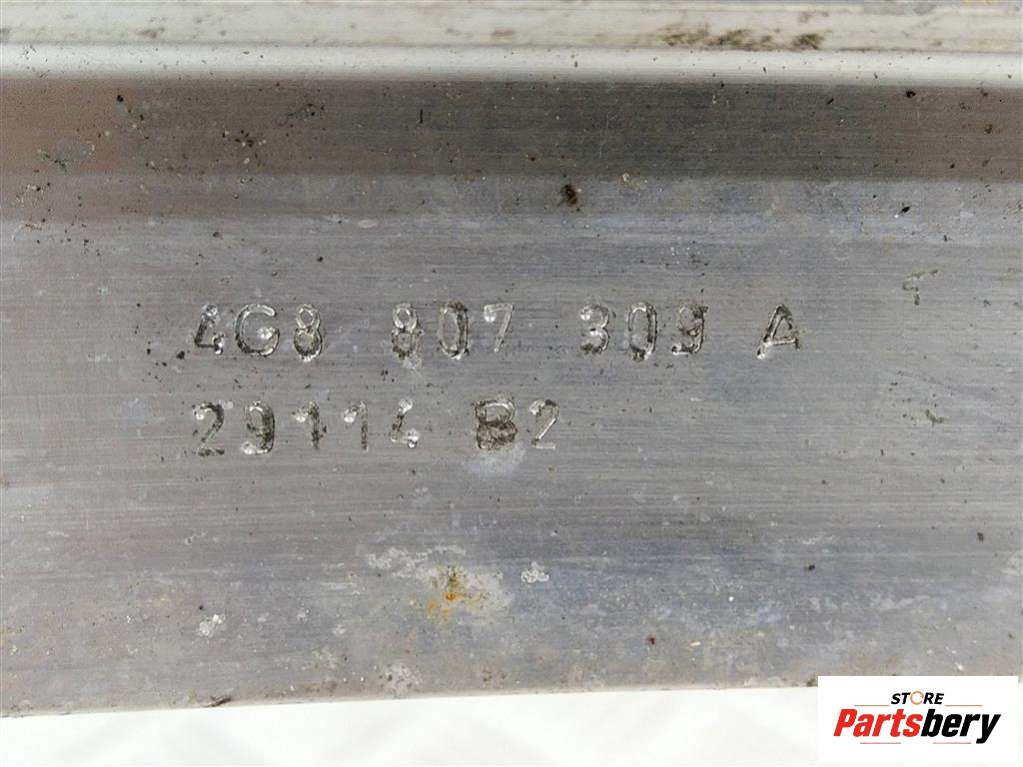 4G8 807 309 A
29114 B2
STORE
Partsbery